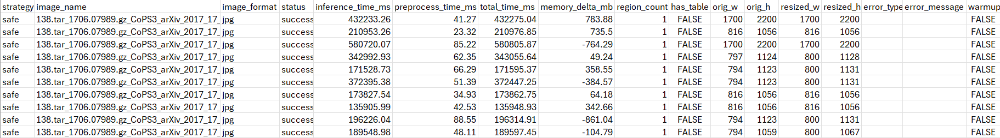 strategy image_name image_format status inference_time_ms preprocess_time_ms total_time_ms memory_delta_mb region_count has_table orig_w orig_h resized_w resized_h error_type error_message warmup
safe 138.tar_1706.07989.gz_CoPS3_arXiv_2017_17_ jpg success 432233.26 41.27 432275.04 783.88 1 FALSE 1700 2200 1700 2200 FALSE
safe 138.tar_1706.07989.gz_CoPS3_arXiv_2017_17_ jpg success 210953.26 23.32 210976.85 735.5 1 FALSE 816 1056 816 1056 FALSE
safe 138.tar_1706.07989.gz_CoPS3_arXiv_2017_17_ jpg success 580720.07 85.22 580805.87 -764.29 1 FALSE 1700 2200 1700 2200 FALSE
safe 138.tar_1706.07989.gz_CoPS3_arXiv_2017_17_ jpg success 342992.93 62.35 343055.64 49.24 1 FALSE 797 1124 800 1128 FALSE
safe 138.tar_1706.07989.gz_CoPS3_arXiv_2017_17_ jpg success 171528.73 66.29 171595.37 358.55 1 FALSE 794 1123 800 1131 FALSE
safe 138.tar_1706.07989.gz_CoPS3_arXiv_2017_17_ jpg success 372395.38 51.39 372447.25 -384.57 1 FALSE 794 1123 800 1131 FALSE
safe 138.tar_1706.07989.gz_CoPS3_arXiv_2017_17_ jpg success 173827.54 34.93 173862.75 64.18 1 FALSE 816 1056 816 1056 FALSE
safe 138.tar_1706.07989.gz_CoPS3_arXiv_2017_17_ jpg success 135905.99 42.53 135948.93 342.66 1 FALSE 816 1056 816 1056 FALSE
safe 138.tar_1706.07989.gz_CoPS3_arXiv_2017_17_ jpg success 196226.04 88.55 196314.91 -861.04 1 FALSE 794 1123 800 1131 FALSE
safe 138.tar_1706.07989.gz_CoPS3_arXiv_2017_17_ jpg success 189548.98 48.11 189597.45 -104.79 1 FALSE 794 1059 800 1067 FALSE